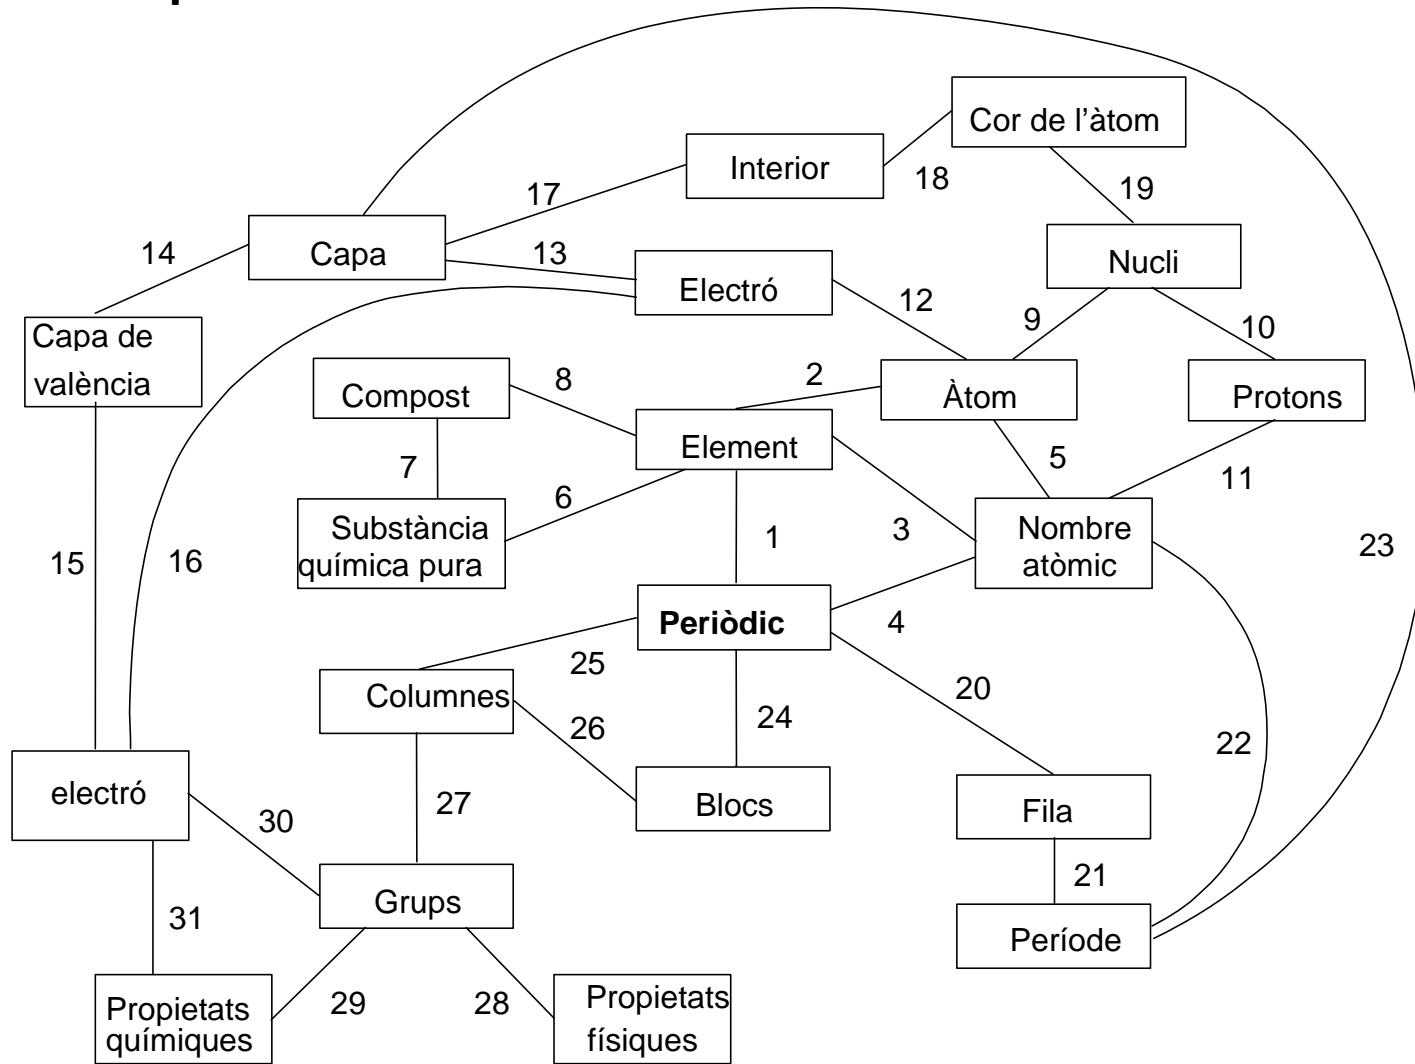 Cor de l'àtom
Interior
18
19
17
Capa
13
14
Nucli
Electró
12
9
10
Capa de
valència
Compost
8
2
Àtom
Protons
Element
7
6
5
11
Substància
química pura
1
3
Nombre
atòmic
23
15
16
Periòdic
4
25
Columnes
20
24
26
22
electró
Blocs
Fila
27
30
21
Grups
31
Període
Propietats
químiques
29
28
Propietats
físiques